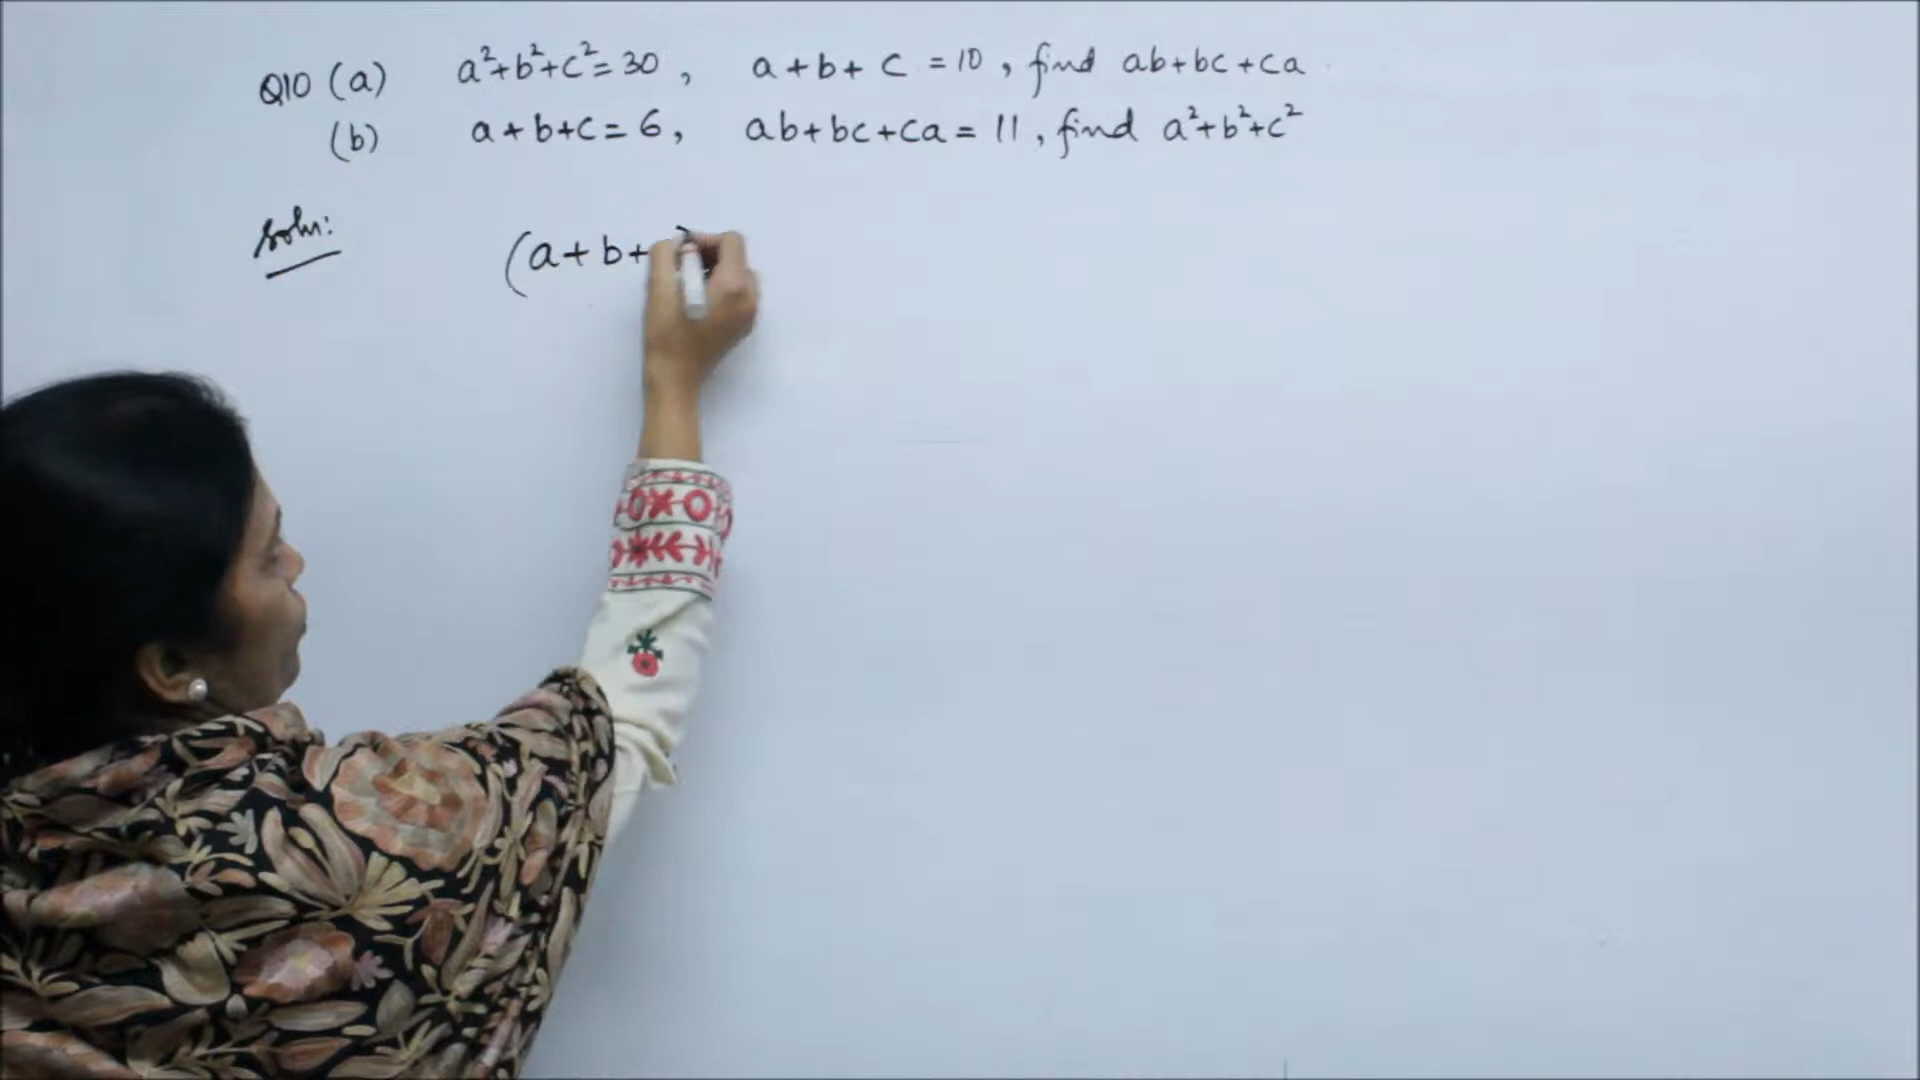 Q10 (a) a²+b²+c²=30, a+b+c=10, find ab+bc+ca
(b) a+b+c=6, ab+bc+ca=11, find a²+b²+c²
Soln:
(a+b+